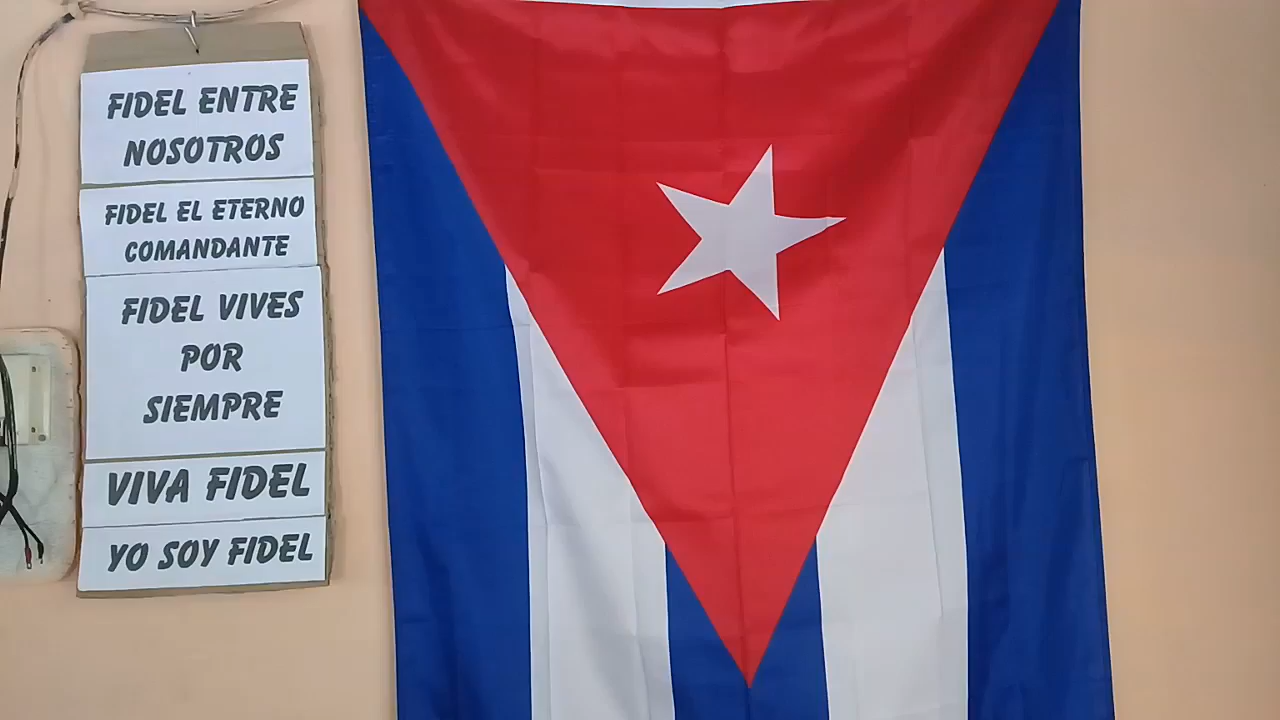 FIDEL ENTRE
NOSOTROS
FIDEL EL ETERNO
COMANDANTE
FIDEL VIVES
POR
SIEMPRE
VIVA FIDEL
YO SOY FIDEL